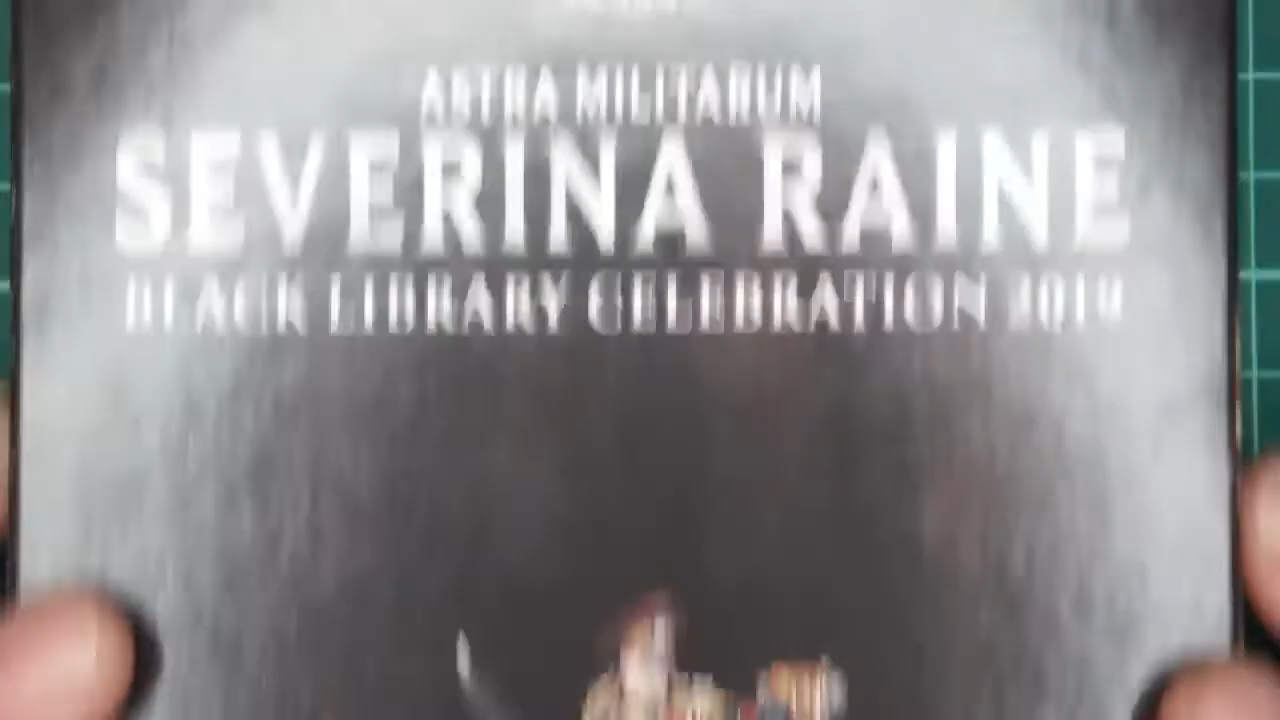 ASTRA MILITARUM
SEVERINA RAINE
BLACK LIBRARY CELEBRATION 2019